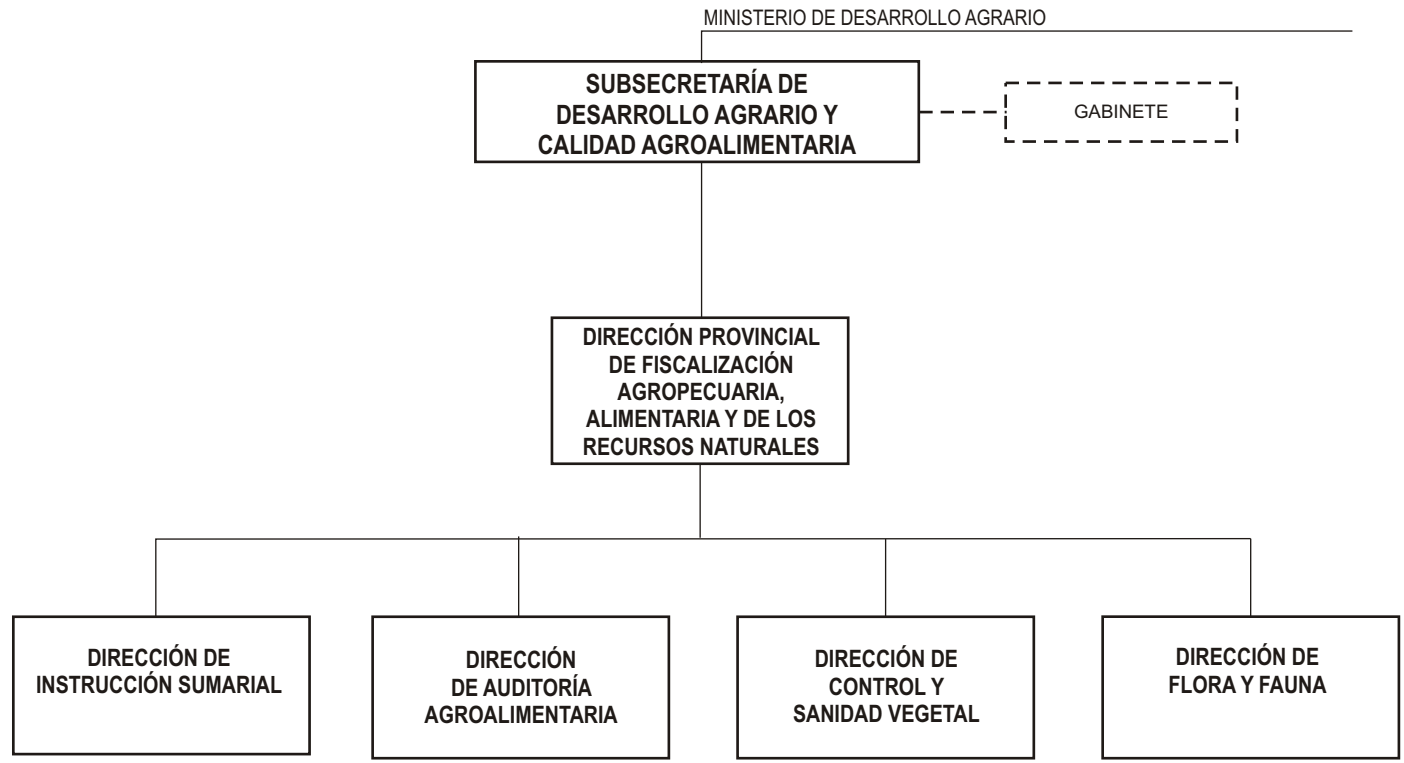 MINISTERIO DE DESARROLLO AGRARIO
SUBSECRETARÍA DE
DESARROLLO AGRARIO Y
CALIDAD AGROALIMENTARIA
GABINETE
DIRECCIÓN PROVINCIAL
DE FISCALIZACIÓN
AGROPECUARIA,
ALIMENTARIA Y DE LOS
RECURSOS NATURALES
DIRECCIÓN DE
INSTRUCCIÓN SUMARIAL
DIRECCIÓN
DE AUDITORÍA
AGROALIMENTARIA
DIRECCIÓN DE
CONTROL Y
SANIDAD VEGETAL
DIRECCIÓN DE
FLORA Y FAUNA